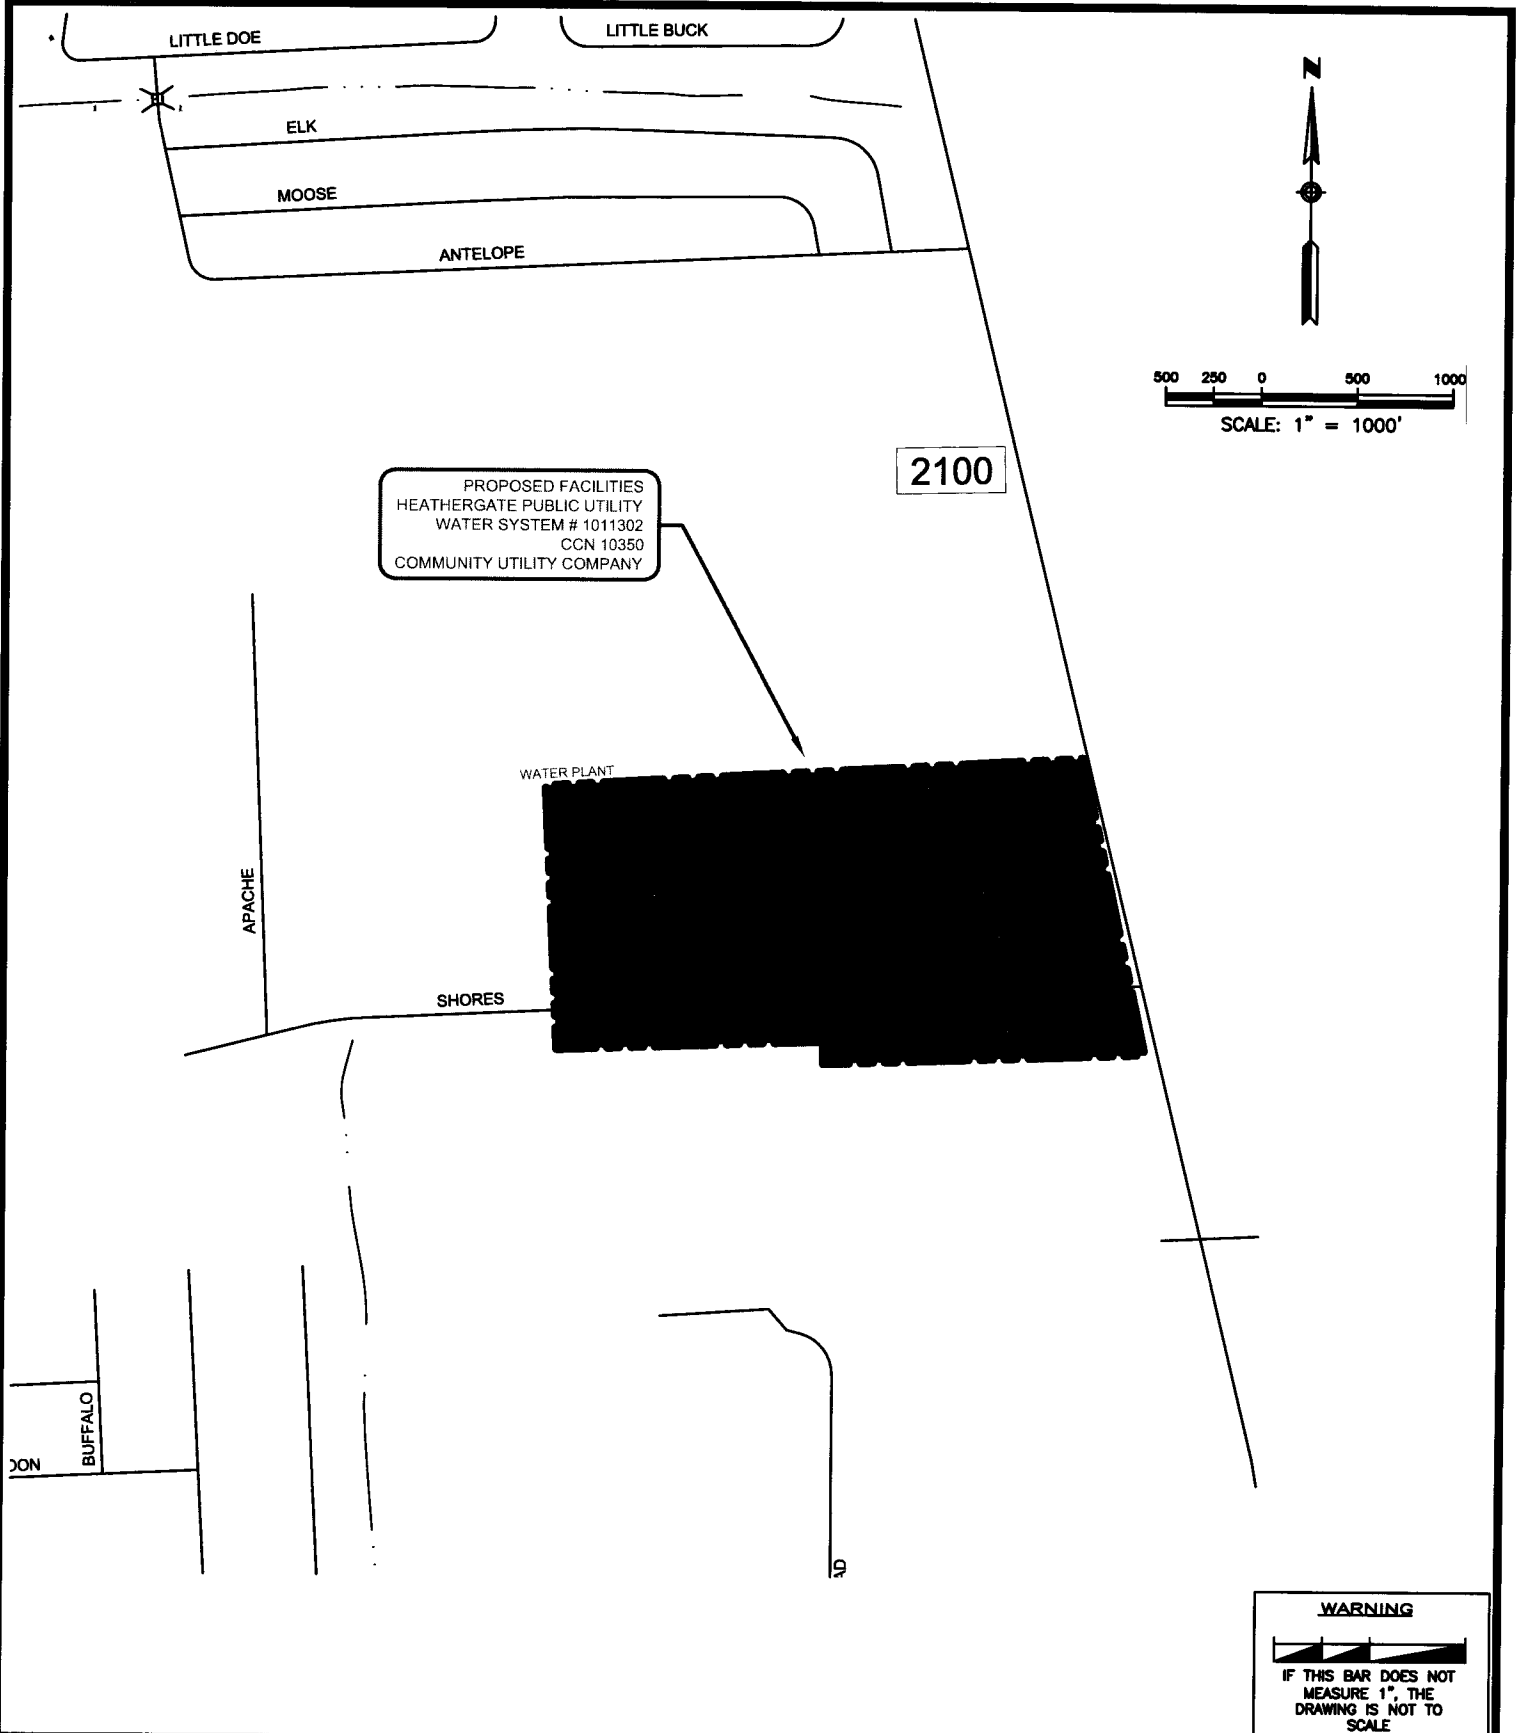 LITTLE DOE
LITTLE BUCK
N
ELK
MOOSE
ANTELOPE
500 250 0 500 1000
SCALE: 1" = 1000'
2100
PROPOSED FACILITIES
HEATHERGATE PUBLIC UTILITY
WATER SYSTEM # 1011302
CCN 10350
COMMUNITY UTILITY COMPANY
WATER PLANT
APACHE
SHORES
BUFFALO
WARNING
IF THIS BAR DOES NOT
MEASURE 1", THE
DRAWING IS NOT TO
SCALE